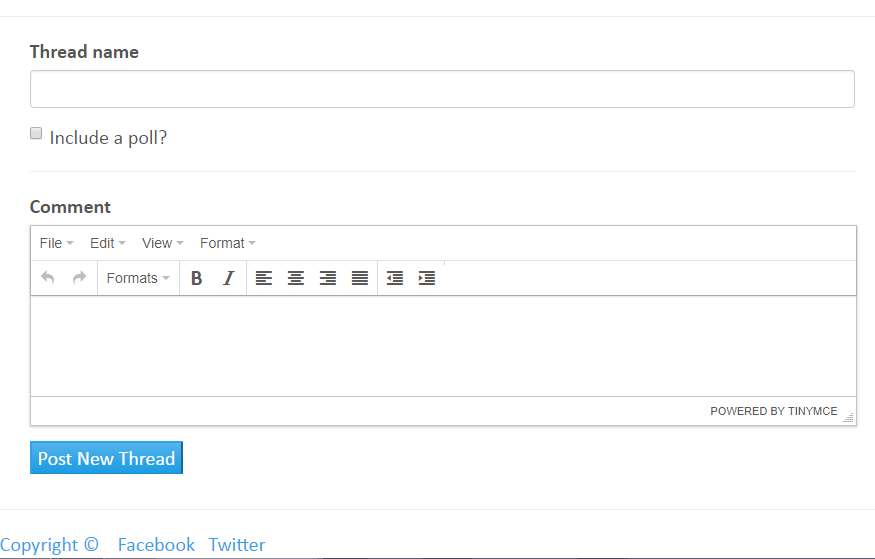 Thread name
Include a poll?
Comment
File Edit View Format
Formats B I
POWERED BY TINYMCE
Post New Thread
Copyright © Facebook Twitter